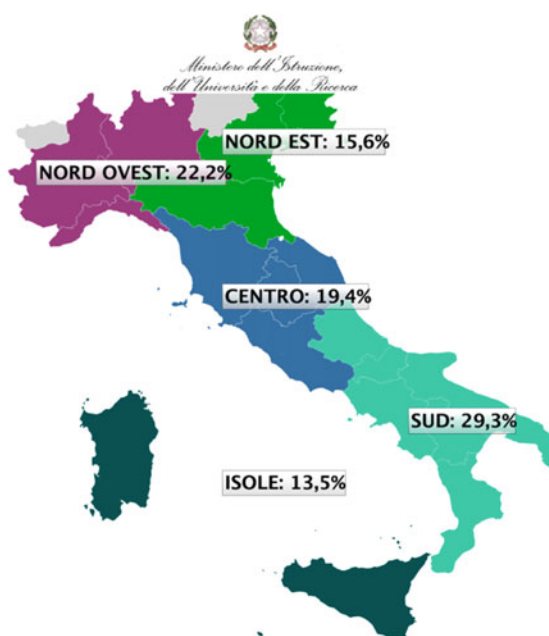 Ministero dell'Istruzione,
dell'Università e della Ricerca
NORD EST: 15,6%
NORD OVEST: 22,2%
CENTRO: 19,4%
SUD: 29,3%
ISOLE: 13,5%